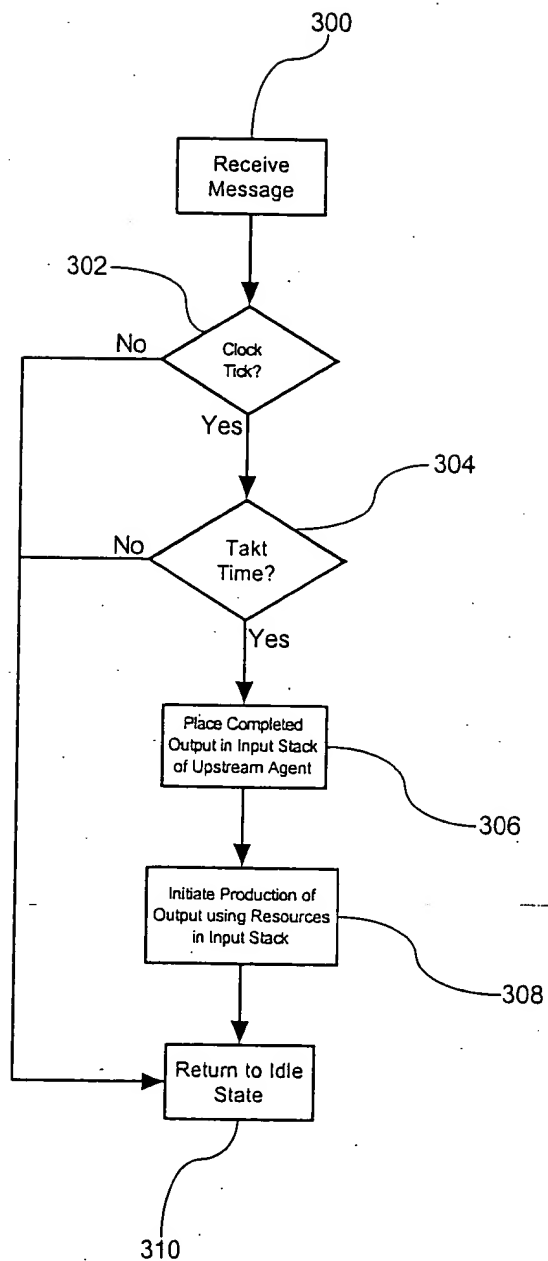 300
Receive
Message
302
No
Clock
Tick?
Yes
304
No
Takt
Time?
Yes
Place Completed
Output in Input Stack
of Upstream Agent
306
Initiate Production of
Output using Resources
in Input Stack
308
Return to Idle
State
310